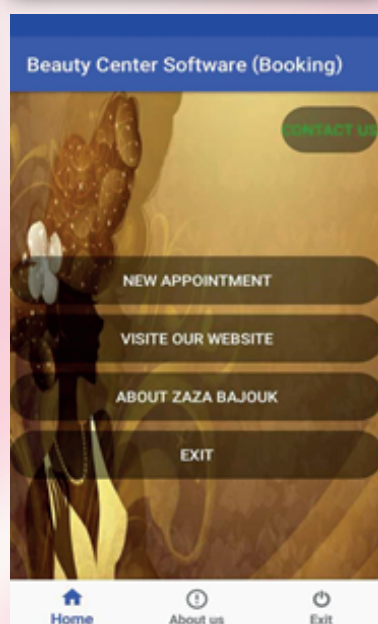 Beauty Center Software (Booking)
CONTACT US
NEW APPOINTMENT
VISITE OUR WEBSITE
ABOUT ZAZA BAJOUK
EXIT
Home
About us
Exit